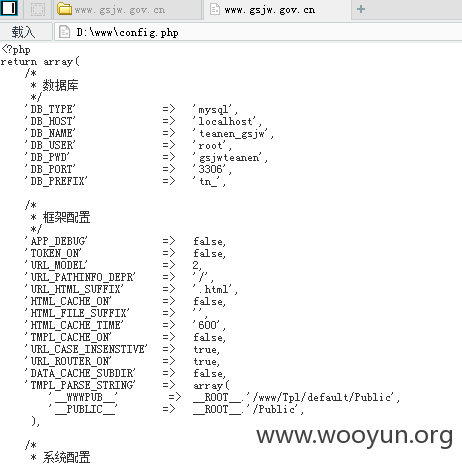 www.gsjw.gov.cn
www.gsjw.gov.cn
+
载入
D:\www\config.php
<?php
return array(
/*
* 数据库
*/
'DB_TYPE' => 'mysql',
'DB_HOST' => 'localhost',
'DB_NAME' => 'teanen_gsjw',
'DB_USER' => 'root',
'DB_PWD' => 'gsjwteanen',
'DB_PORT' => '3306',
'DB_PREFIX' => 'tn_',
/*
* 框架配置
*/
'APP_DEBUG' => false,
'TOKEN_ON' => false,
'URL_MODEL' => 2,
'URL_PATHINFO_DEPR' => '/',
'URL_HTML_SUFFIX' => '.html',
'HTML_CACHE_ON' => false,
'HTML_FILE_SUFFIX' => '',
'HTML_CACHE_TIME' => '600',
'TMPL_CACHE_ON' => false,
'URL_CASE_INSENSTIVE' => true,
'URL_ROUTER_ON' => true,
'DATA_CACHE_SUBDIR' => false,
'TMPL_PARSE_STRING' => array(
'__WWWPUB__' => __ROOT__.'/www/Tpl/default/Public',
'__PUBLIC__' => __ROOT__.'/Public',
),
/*
* 系统配置
www.wooyun.org